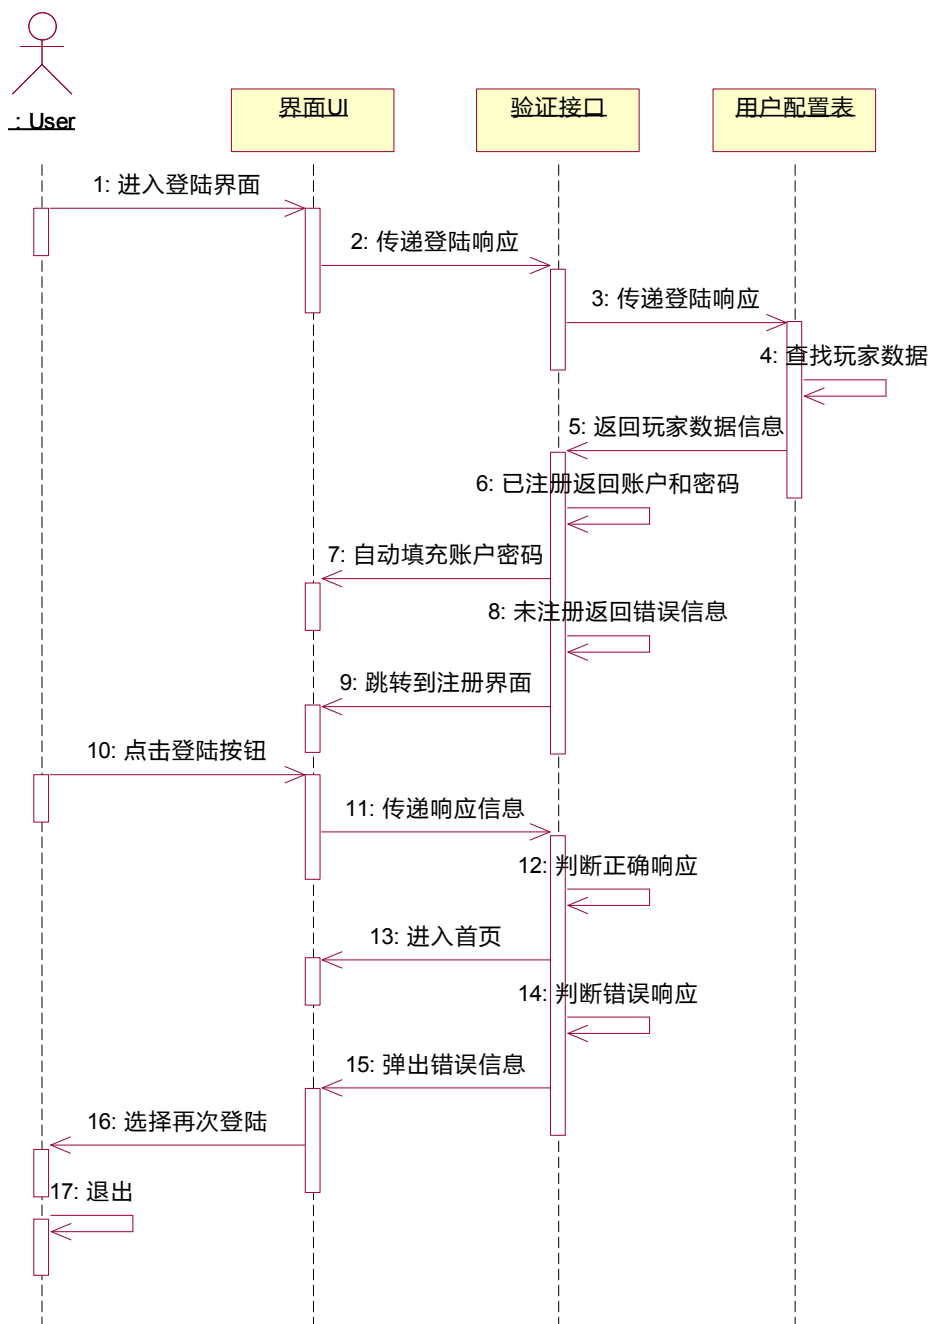 : User
界面UI
验证接口
用户配置表
1: 进入登陆界面
2: 传递登陆响应
3: 传递登陆响应
4: 查找玩家数据
5: 返回玩家数据信息
6: 已注册返回账户和密码
7: 自动填充账户密码
8: 未注册返回错误信息
9: 跳转到注册界面
10: 点击登陆按钮
11: 传递响应信息
12: 判断正确响应
13: 进入首页
14: 判断错误响应
15: 弹出错误信息
16: 选择再次登陆
17: 退出